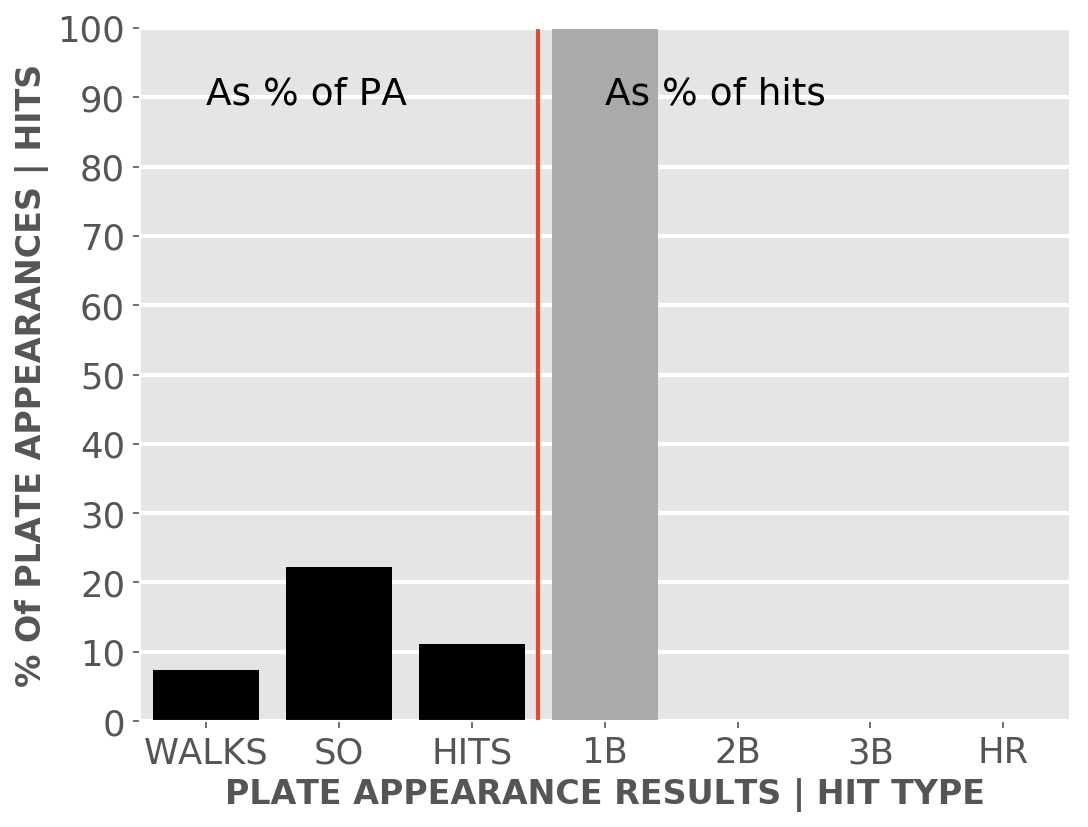 % Of PLATE APPEARANCES | HITS
100
90
80
70
60
50
40
30
20
10
0
As % of PA
As % of hits
WALKS SO HITS 1B 2B 3B HR
PLATE APPEARANCE RESULTS | HIT TYPE